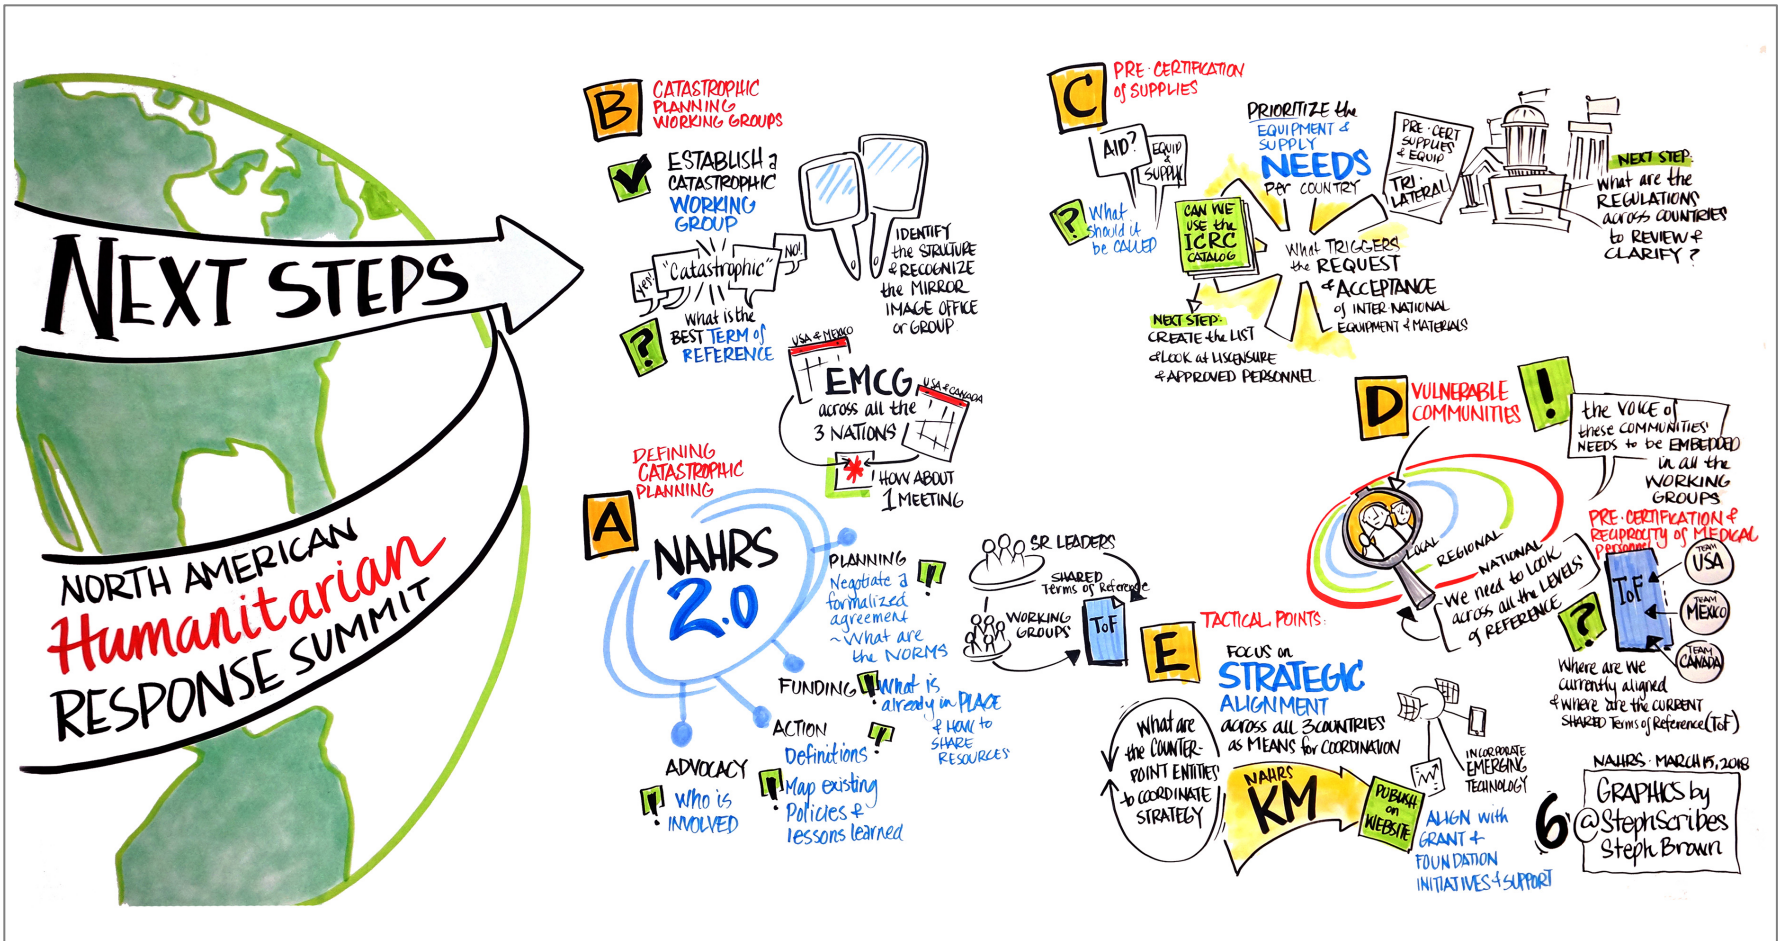 NEXT STEPS
NORTH AMERICAN
Humanitarian
RESPONSE SUMMIT
B
CATASTROPHIC
PLANNING
WORKING GROUPS
ESTABLISH a
CATASTROPHIC
WORKING
GROUP
yes!
"Catastrophic"
NO!
?
What is the
BEST TERM of
REFERENCE
IDENTIFY
the STRUCTURE
& RECOGNIZE
the MIRROR
IMAGE OFFICE
or GROUP
USA & MEXICO
EMCG
across all the
3 NATIONS
USA & CANADA
HOW ABOUT
1 MEETING
A
DEFINING
CATASTROPHIC
PLANNING
NAHRS
2.0
PLANNING
!
Negotiate a
formalized
agreement
~ What are
the NORMS
FUNDING
!
What is
already in PLACE
& HOW to
SHARE
RESOURCES
ACTION
!
Definitions
!
Map existing
Policies &
lessons learned
ADVOCACY
!
Who is
INVOLVED
SR LEADERS
SHARED
Terms of Reference
WORKING
GROUPS
ToF
C
PRE-CERTIFICATION
of SUPPLIES
AID?
EQUIP
&
SUPPLY
?
What
should it
be CALLED
CAN WE
USE the
ICRC
CATALOG
NEXT STEP:
CREATE the LIST
& LOOK at LISCENSURE
& APPROVED PERSONNEL.
PRIORITIZE the
EQUIPMENT &
SUPPLY
NEEDS
Per COUNTRY
What TRIGGERS
the REQUEST
& ACCEPTANCE
of INTER-NATIONAL
EQUIPMENT & MATERIALS
PRE-CERT
SUPPLIES
& EQUIP
TRI-
LATERAL
NEXT STEP:
What are the
REGULATIONS
across COUNTRIES
to REVIEW &
CLARIFY?
D
VULNERABLE
COMMUNITIES
!
the VOICE of
these COMMUNITIES'
NEEDS to be EMBEDDED
in all the
WORKING
GROUPS
LOCAL
REGIONAL
NATIONAL
We need to LOOK
across all the LEVELS
of REFERENCE
PRE-CERTIFICATION &
RECIPROCITY of MEDICAL
Personnel
ToF
TEAM
USA
TEAM
MEXICO
TEAM
CANADA
?
Where are we
currently aligned
& where are the CURRENT
SHARED Terms of Reference (ToF)
E
TACTICAL POINTS:
FOCUS on
STRATEGIC
ALIGNMENT
across all 3 COUNTRIES
as MEANS for COORDINATION
What are
the COUNTER-
POINT ENTITIES
to COORDINATE
STRATEGY
NAHRS
KM
PUBLISH
on
WEBSITE
INCORPORATE
EMERGING
TECHNOLOGY
ALIGN with
GRANT &
FOUNDATION
INITIATIVES & SUPPORT
NAHRS · MARCH 15, 2018
6
GRAPHICS by
@StephScribes
Steph Brown